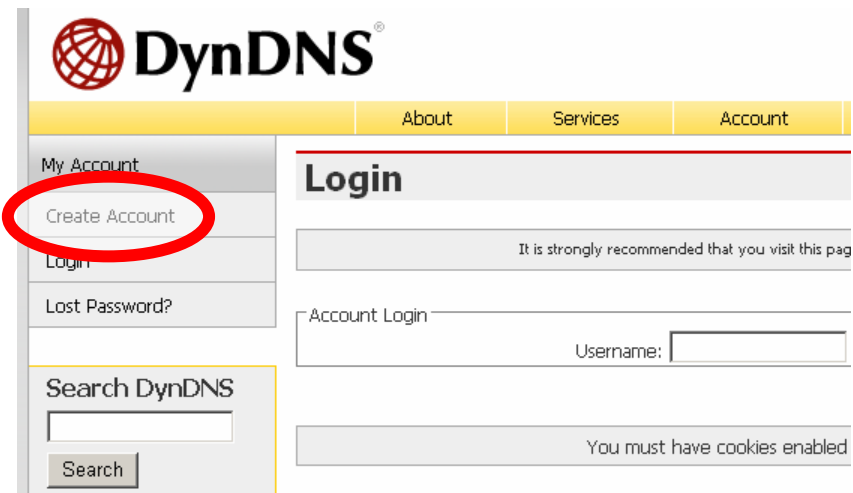 DynDNS®
About Services Account
My Account
Create Account
Login
Lost Password?
Search DynDNS
Search
Login
It is strongly recommended that you visit this pag
Account Login
Username:
You must have cookies enabled